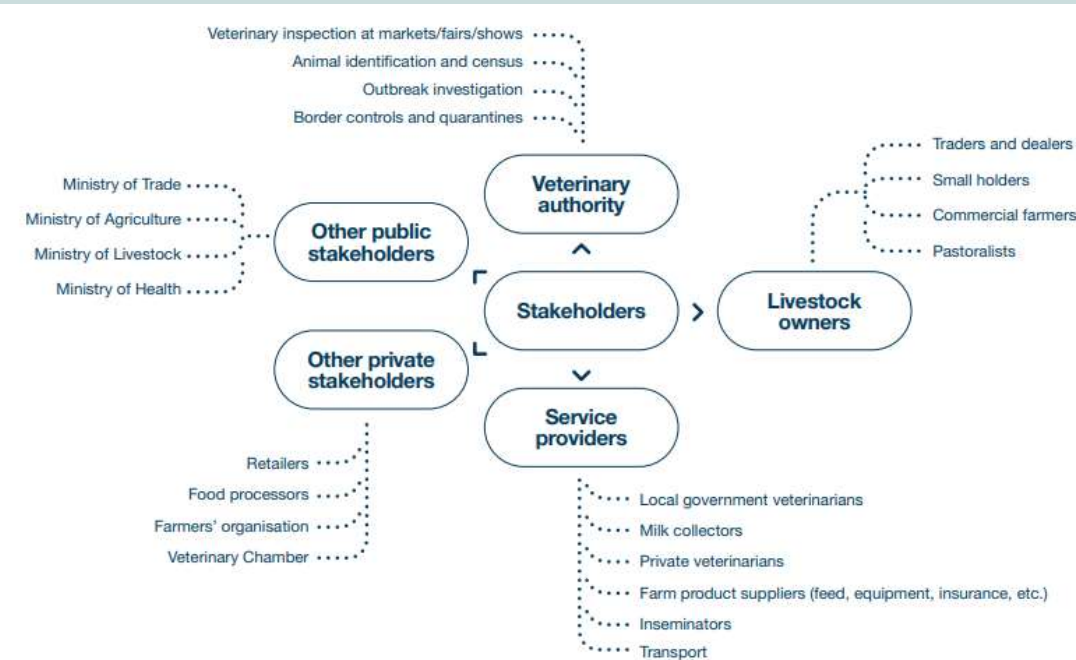 Veterinary inspection at markets/fairs/shows
Animal identification and census
Outbreak investigation
Border controls and quarantines
Veterinary
authority
Traders and dealers
Small holders
Commercial farmers
Pastoralists
Ministry of Trade
Ministry of Agriculture
Ministry of Livestock
Ministry of Health
Other public
stakeholders
Stakeholders
Livestock
owners
Other private
stakeholders
Service
providers
Retailers
Food processors
Farmers' organisation
Veterinary Chamber
Local government veterinarians
Milk collectors
Private veterinarians
Farm product suppliers (feed, equipment, insurance, etc.)
Inseminators
Transport